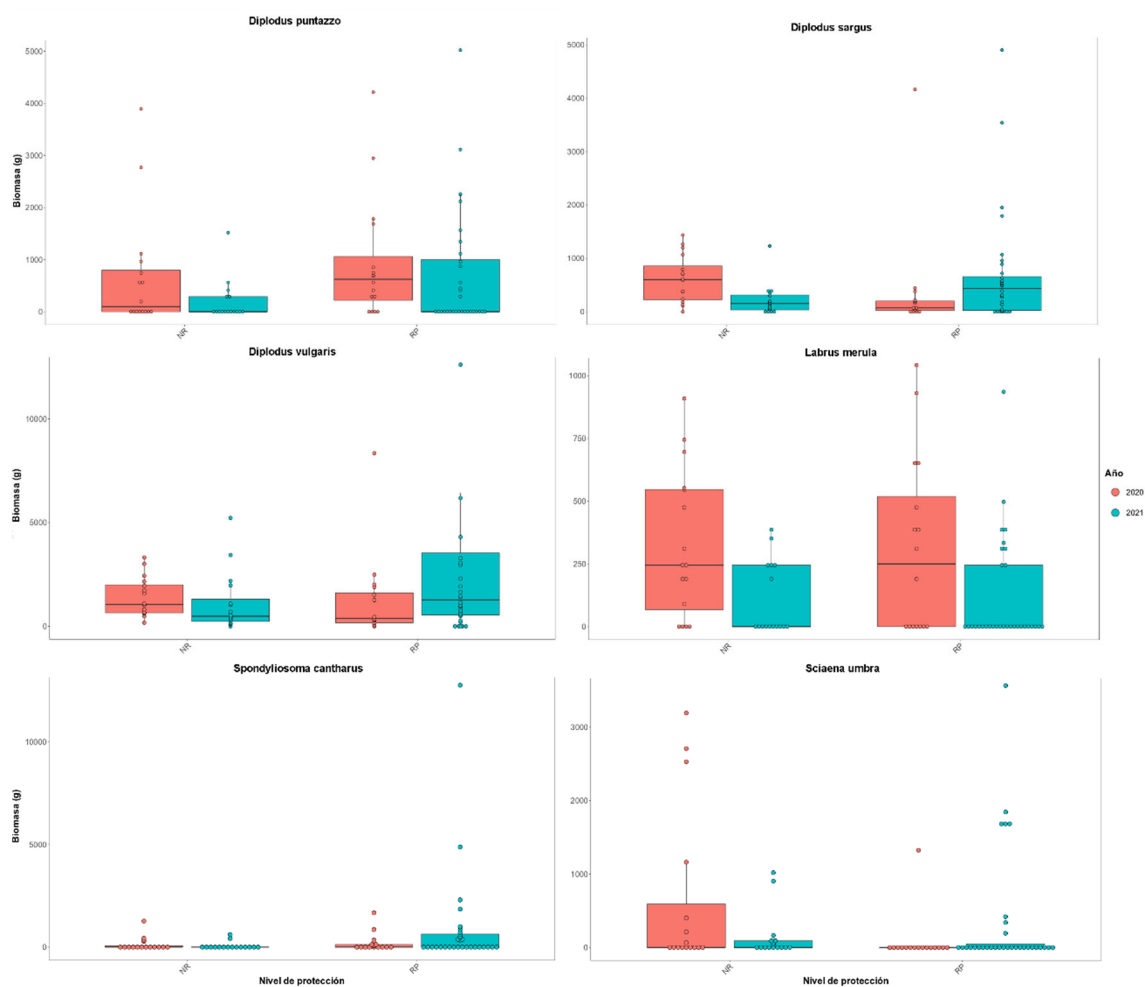 Diplodus puntazzo
Biomasa (g)
5000
4000
3000
2000
1000
0
NR
RP
Diplodus sargus
5000
4000
3000
2000
1000
0
NR
RP
Diplodus vulgaris
Biomasa (g)
10000
5000
0
NR
RP
Labrus merula
1000
750
500
250
0
NR
RP
Año
2020
2021
Spondyliosoma cantharus
Biomasa (g)
10000
5000
0
NR
RP
Nivel de protección
Sciaena umbra
3000
2000
1000
0
NR
RP
Nivel de protección